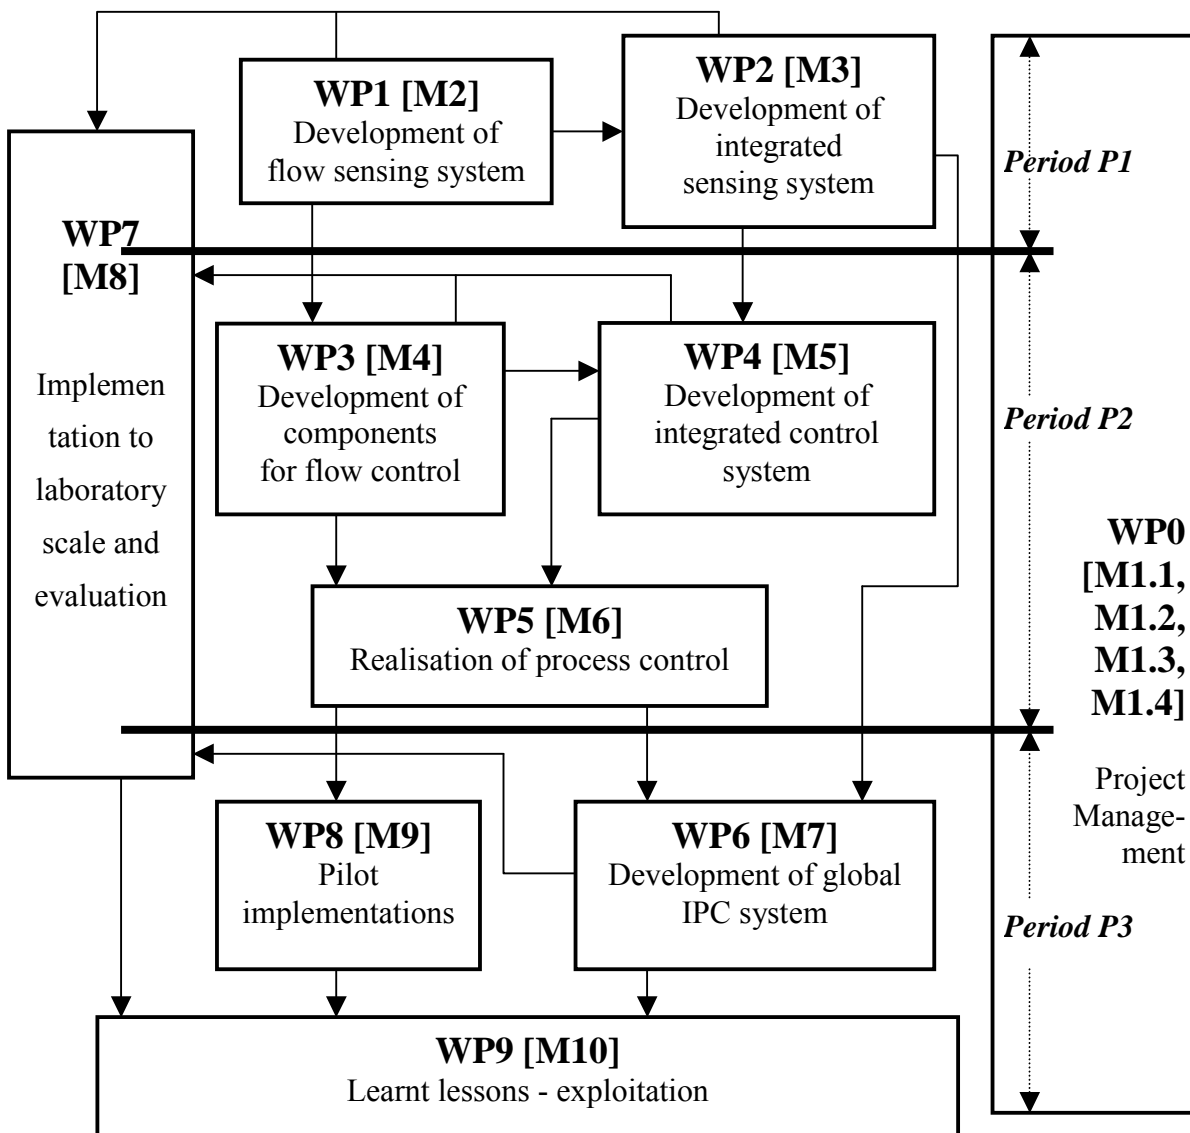 WP1 [M2]
Development of
flow sensing system
WP2 [M3]
Development of
integrated
sensing system
Period P1
WP7
[M8]
Implemen
tation to
laboratory
scale and
evaluation
WP3 [M4]
Development of
components
for flow control
WP4 [M5]
Development of
integrated control
system
Period P2
WP5 [M6]
Realisation of process control
WP0
[M1.1,
M1.2,
M1.3,
M1.4]
Project
Manage-
ment
WP8 [M9]
Pilot
implementations
WP6 [M7]
Development of global
IPC system
Period P3
WP9 [M10]
Learnt lessons - exploitation